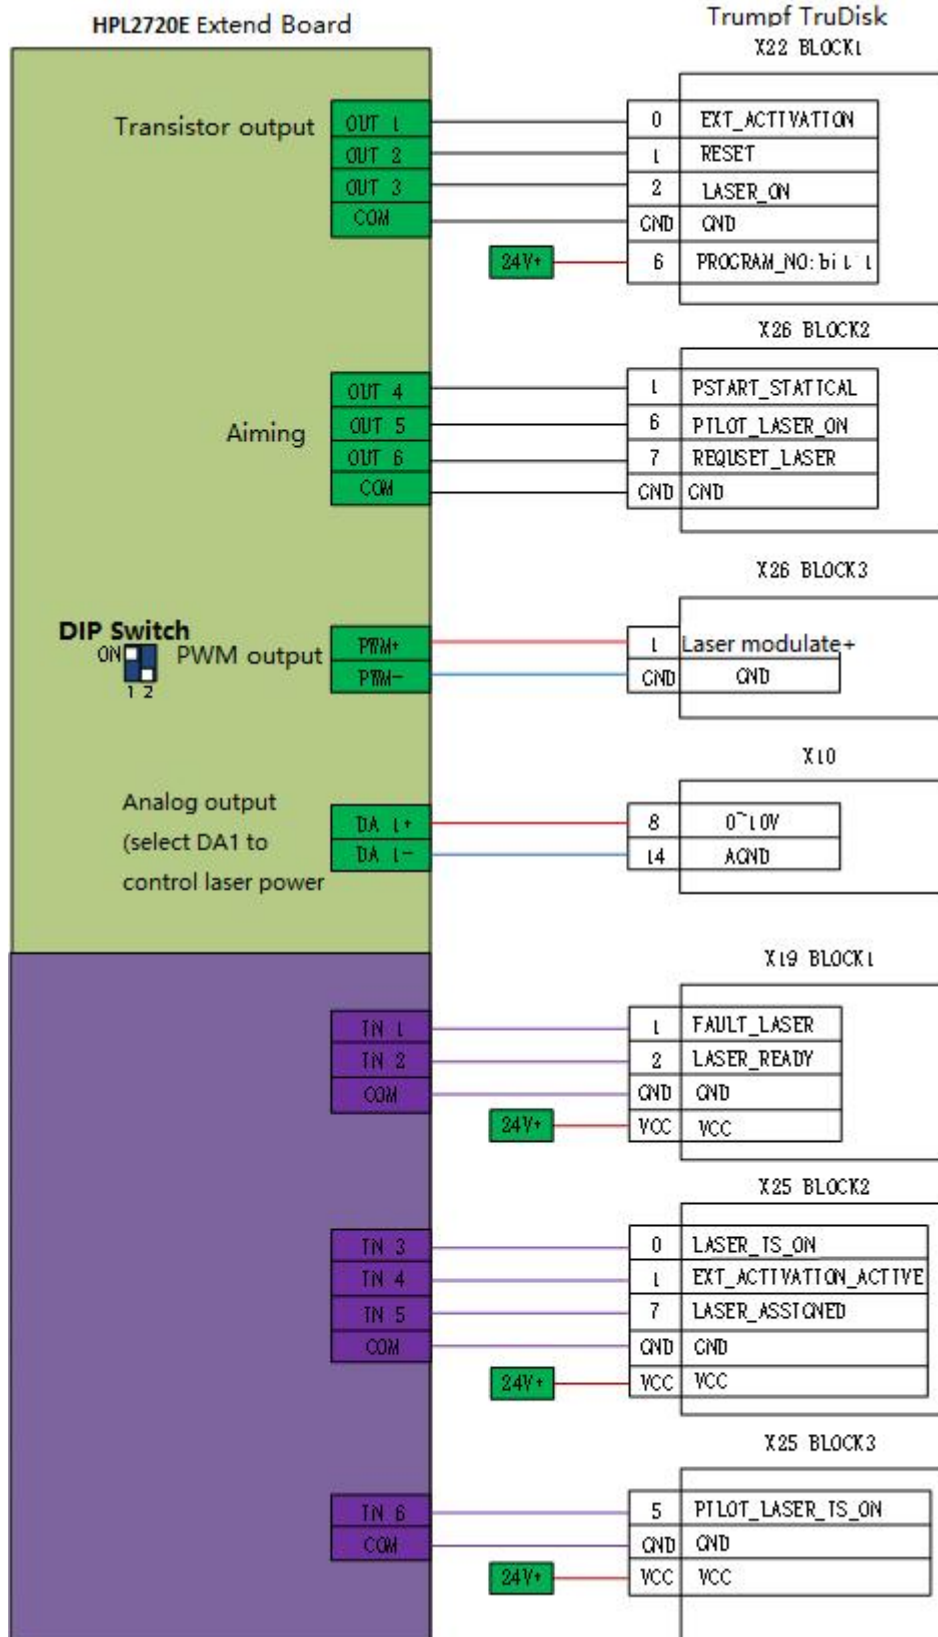 HPL2720E Extend Board
Trumpf TruDisk
X22 BLOCK1
Transistor output
OUT 1 0 EXT_ACTIVATION
OUT 2 1 RESET
OUT 3 2 LASER_ON
COM GND GND
24V+ 6 PROGRAM_NO:bit 1
X26 BLOCK2
Aiming
OUT 4 1 PSTART_STATICAL
OUT 5 6 PILOT_LASER_ON
OUT 6 7 REQUSET_LASER
COM GND GND
X26 BLOCK3
DIP Switch
ON
1 2
PWM output
PWM+ 1 Laser modulate+
PWM- GND GND
X10
Analog output
(select DA1 to
control laser power
DA 1+ 8 0~10V
DA 1- 14 AGND
X19 BLOCK1
IN 1 1 FAULT_LASER
IN 2 2 LASER_READY
COM GND GND
24V+ VCC VCC
X25 BLOCK2
IN 3 0 LASER_IS_ON
IN 4 1 EXT_ACTIVATION_ACTIVE
IN 5 7 LASER_ASSIGNED
COM GND GND
24V+ VCC VCC
X25 BLOCK3
IN 6 5 PILOT_LASER_IS_ON
COM GND GND
24V+ VCC VCC